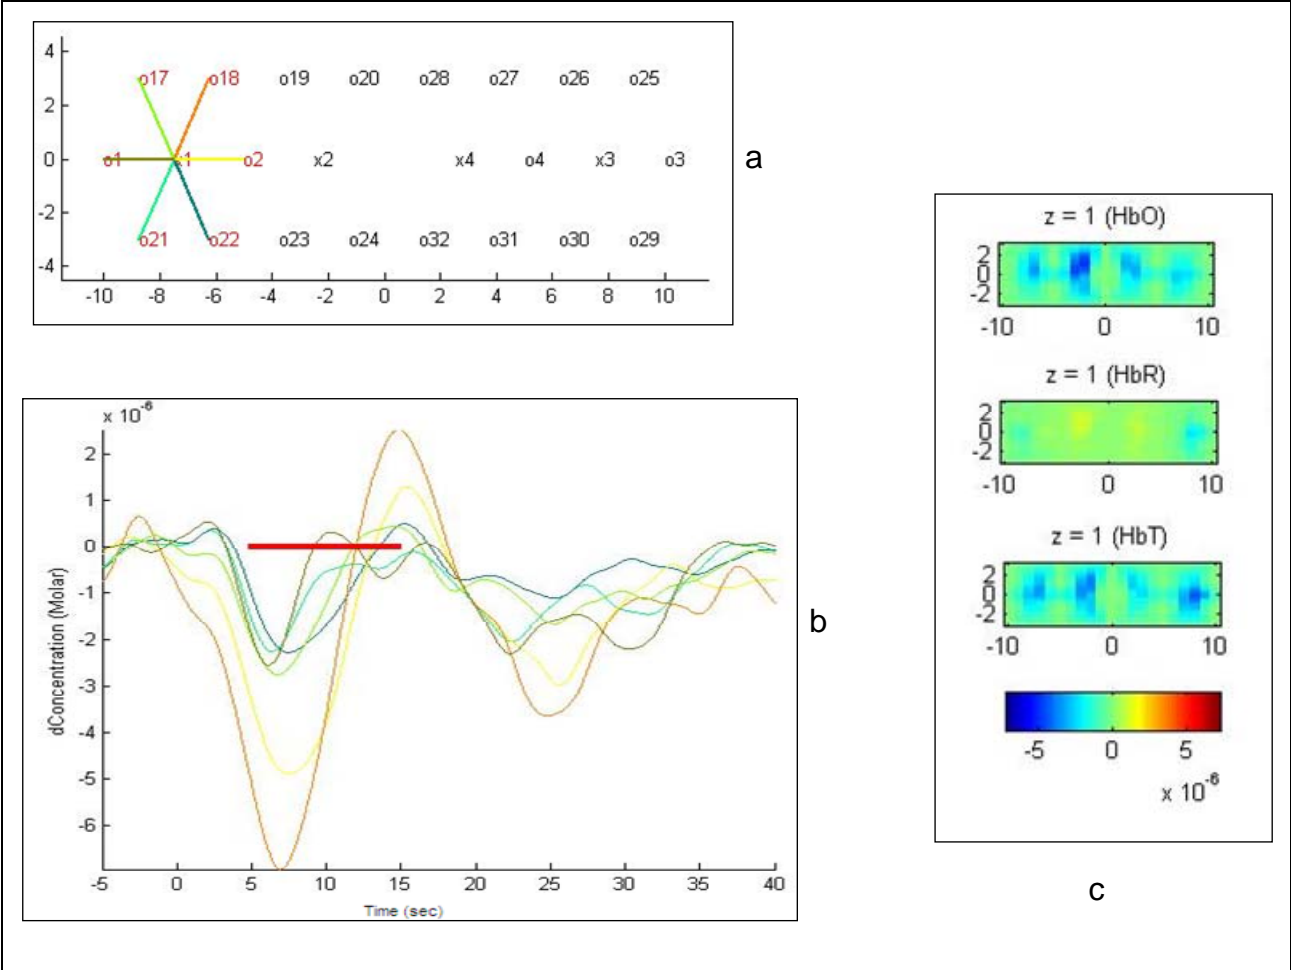 4
o17 o18 o19 o20 o28 o27 o26 o25
2
0 o1 x1 o2 x2 x4 o4 x3 o3
-2
o21 o22 o23 o24 o32 o31 o30 o29
-4
-10 -8 -6 -4 -2 0 2 4 6 8 10
a
x 10-6
2
1
0
-1
-2
-3
-4
-5
-6
dConcentration (Molar)
-5 0 5 10 15 20 25 30 35 40
Time (sec)
b
z = 1 (HbO)
2
0
-2
-10 0 10
z = 1 (HbR)
2
0
-2
-10 0 10
z = 1 (HbT)
2
0
-2
-10 0 10
-5 0 5
x 10-6
c